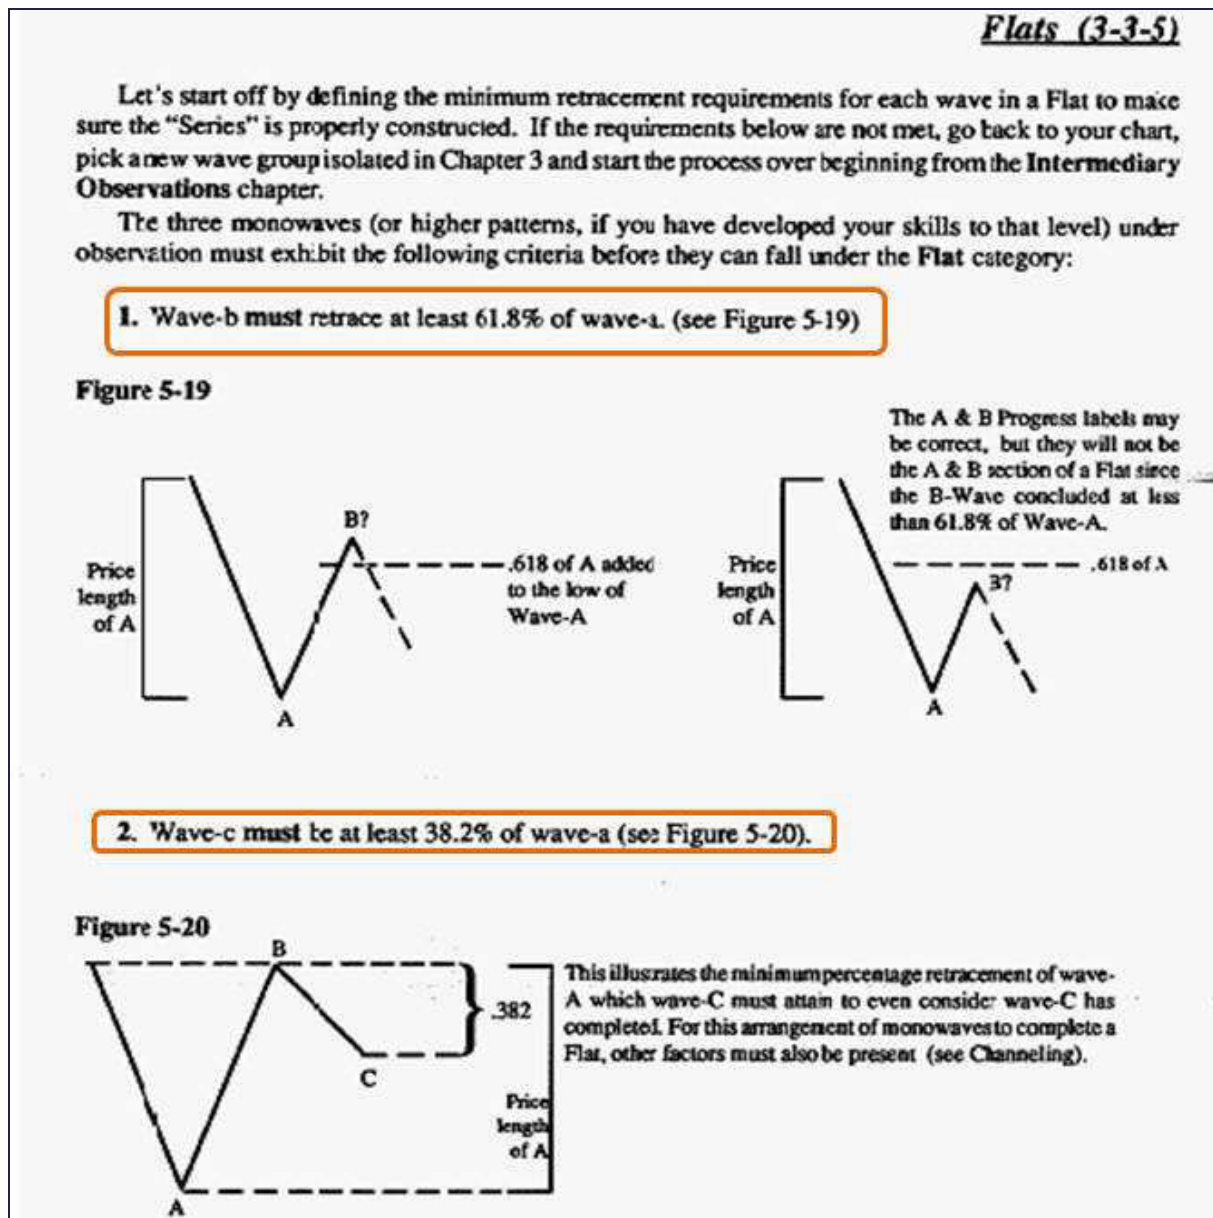 Flats (3-3-5)
Let's start off by defining the minimum retracement requirements for each wave in a Flat to make
sure the "Series" is properly constructed. If the requirements below are not met, go back to your chart,
pick a new wave group isolated in Chapter 3 and start the process over beginning from the Intermediary
Observations chapter.
The three monowaves (or higher patterns, if you have developed your skills to that level) under
observation must exhibit the following criteria before they can fall under the Flat category:
1. Wave-b must retrace at least 61.8% of wave-a. (see Figure 5-19)
Figure 5-19
The A & B Progress labels may
be correct, but they will not be
the A & B section of a Flat since
the B-Wave concluded at less
than 61.8% of Wave-A.
B?
Price
length
of A
.618 of A added
to the low of
Wave-A
A
Price
length
of A
.618 of A
B?
A
2. Wave-c must be at least 38.2% of wave-a (see Figure 5-20).
Figure 5-20
B
.382
C
A
Price
length
of A
This illustrates the minimum percentage retracement of wave-
A which wave-C must attain to even consider wave-C has
completed. For this arrangement of monowaves to complete a
Flat, other factors must also be present (see Channeling).